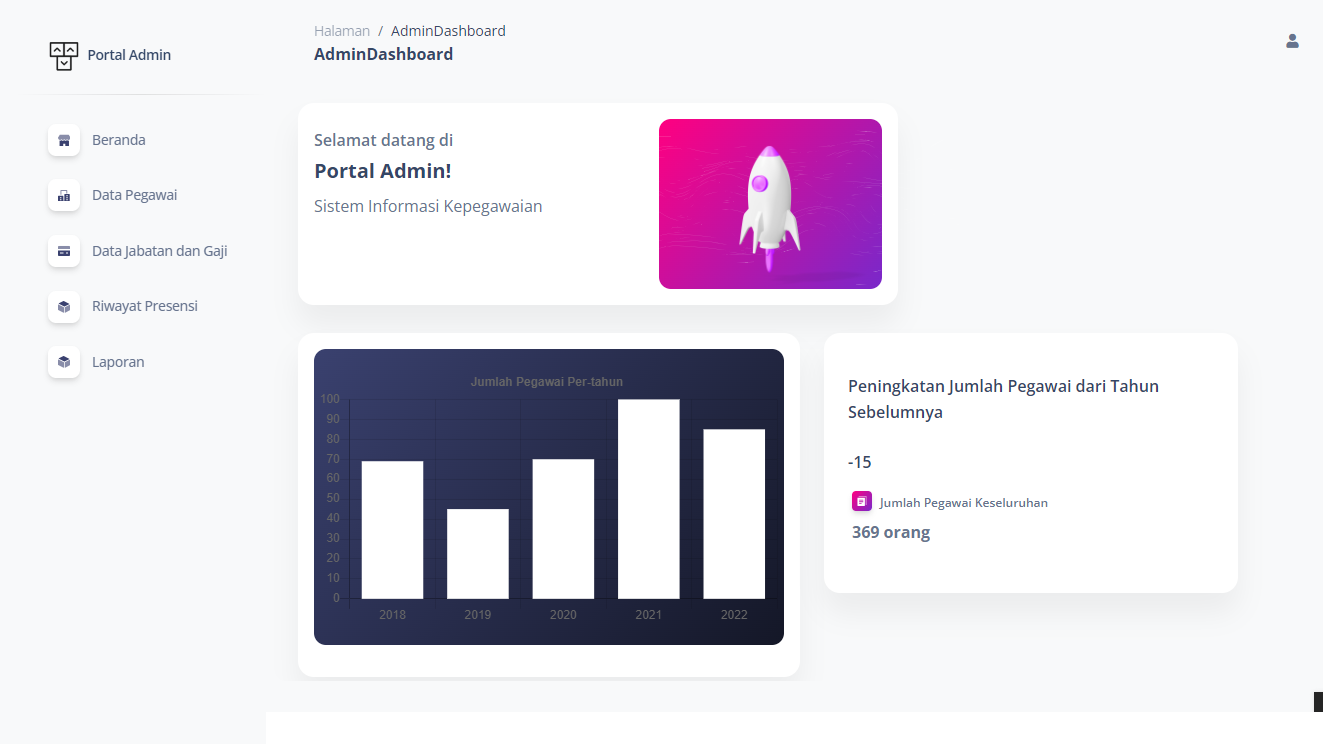 Portal Admin
Beranda
Data Pegawai
Data Jabatan dan Gaji
Riwayat Presensi
Laporan
Halaman / AdminDashboard
AdminDashboard
Selamat datang di
Portal Admin!
Sistem Informasi Kepegawaian
Jumlah Pegawai Per-tahun
100
90
80
70
60
50
40
30
20
10
0
2018 2019 2020 2021 2022
Peningkatan Jumlah Pegawai dari Tahun
Sebelumnya
-15
Jumlah Pegawai Keseluruhan
369 orang